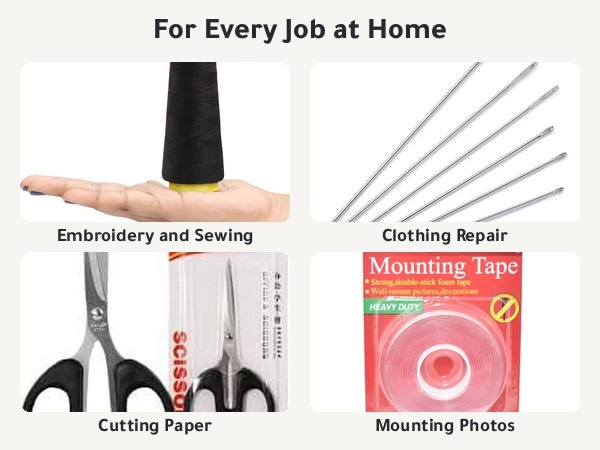 For Every Job at Home
Embroidery and Sewing
Clothing Repair
SCISSO
Mounting Tape
Strong,double-stick foam tape
Wall-mount pictures,decorations
HEAVY DUTY
Cutting Paper
Mounting Photos